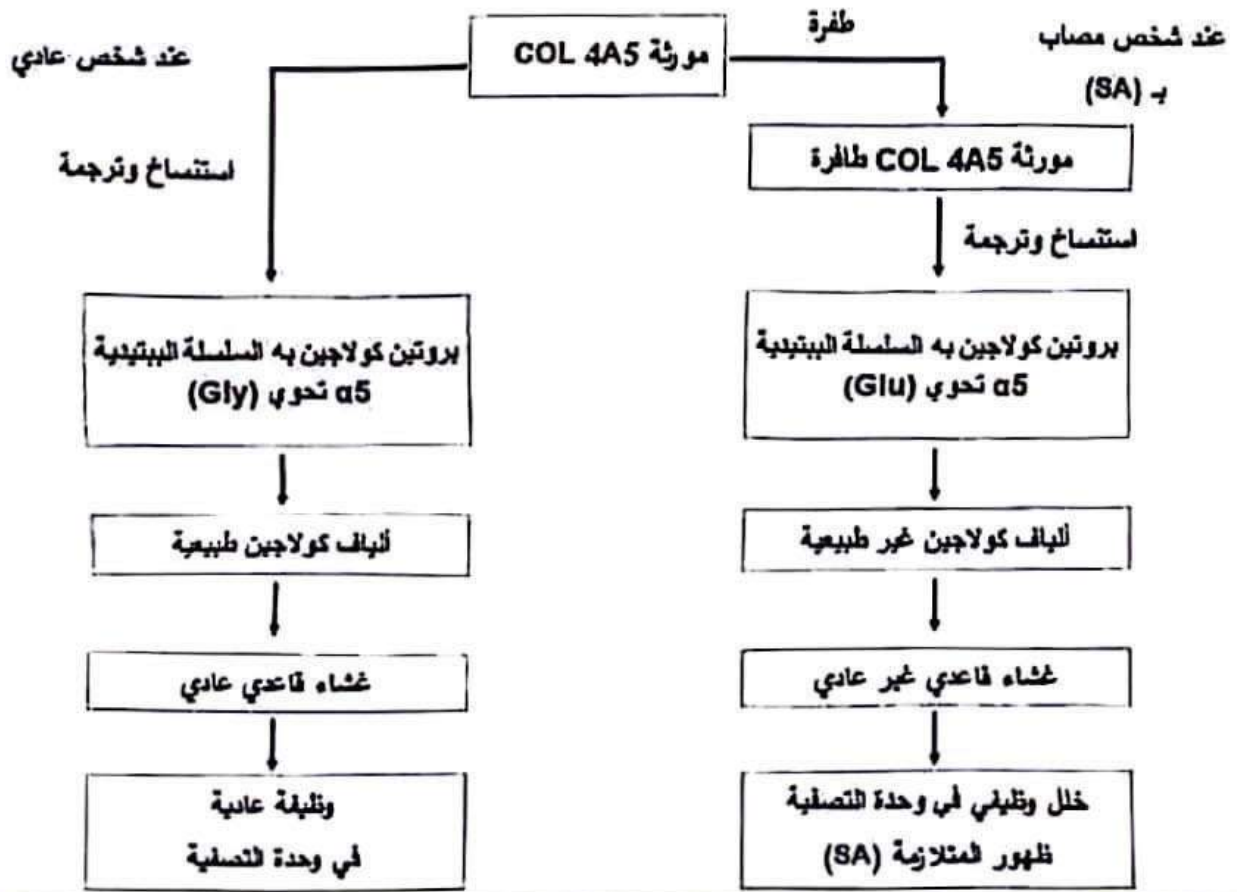 مورثة COL 4A5
طفرة
عند شخص مصاب
بـ (SA)
عند شخص عادي
مورثة COL 4A5 طافرة
استنساخ وترجمة
استنساخ وترجمة
بروتين كولاجين به السلسلة الببتيدية
α5 تحوي (Gly)
بروتين كولاجين به السلسلة الببتيدية
α5 تحوي (Glu)
ألياف كولاجين طبيعية
ألياف كولاجين غير طبيعية
غشاء قاعدي عادي
غشاء قاعدي غير عادي
وظيفة عادية
في وحدة التصفية
خلل وظيفي في وحدة التصفية
ظهور المتلازمة (SA)